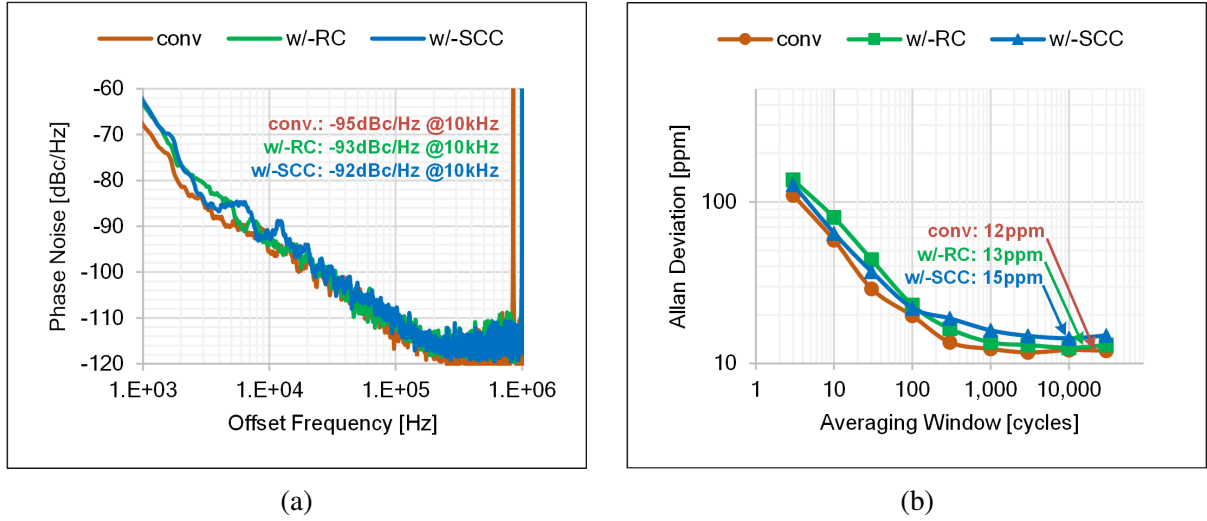 conv w/-RC w/-SCC
-60
-70
-80
-90
-100
-110
-120
Phase Noise [dBc/Hz]
conv.: -95dBc/Hz @10kHz
w/-RC: -93dBc/Hz @10kHz
w/-SCC: -92dBc/Hz @10kHz
1.E+03 1.E+04 1.E+05 1.E+06
Offset Frequency [Hz]
(a)
conv w/-RC w/-SCC
100
10
Allan Deviation [ppm]
conv: 12ppm
w/-RC: 13ppm
w/-SCC: 15ppm
1 10 100 1,000 10,000
Averaging Window [cycles]
(b)